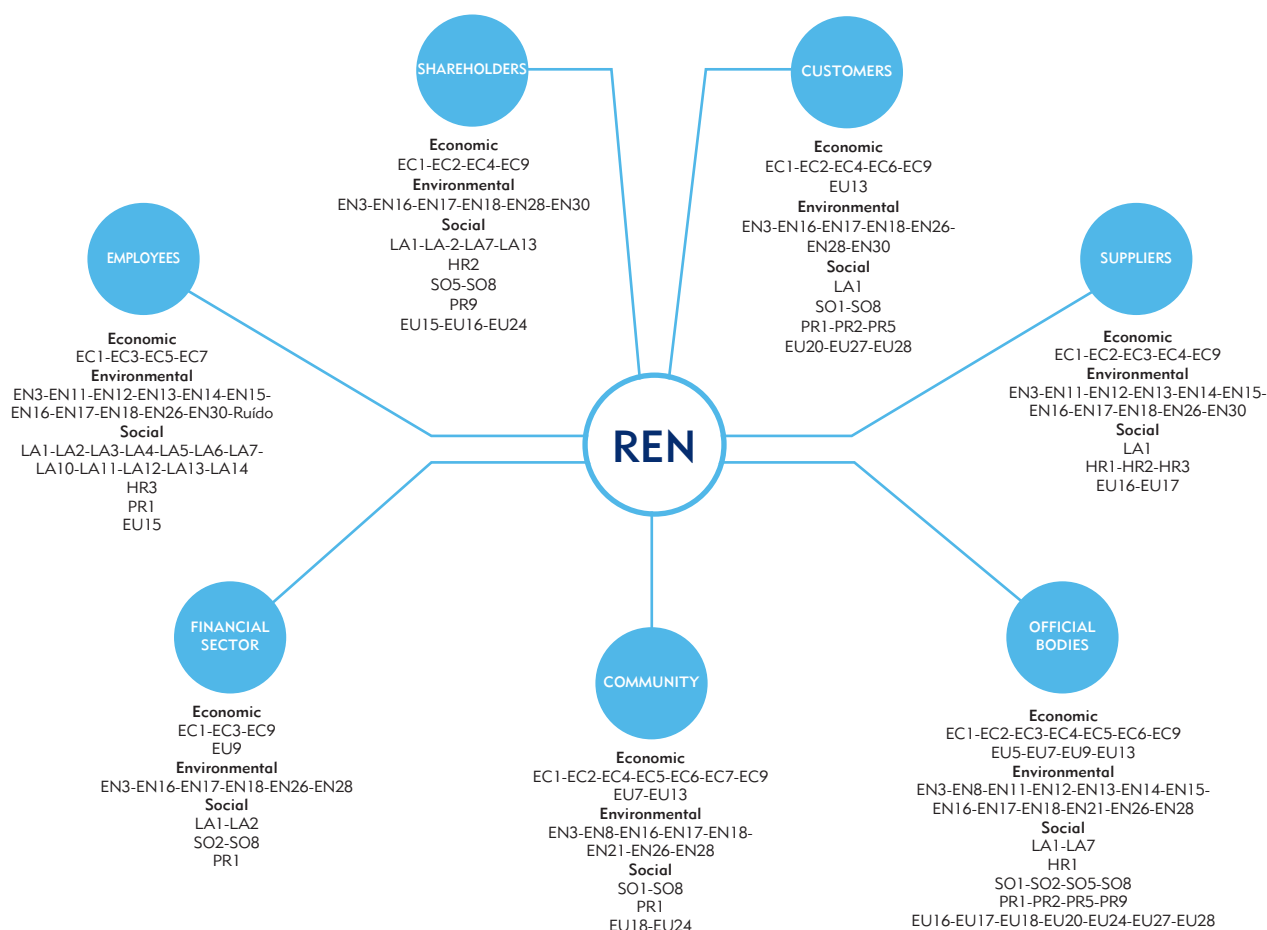 SHAREHOLDERS
Economic
EC1-EC2-EC4-EC9
Environmental
EN3-EN16-EN17-EN18-EN28-EN30
Social
LA1-LA-2-LA7-LA13
HR2
SO5-SO8
PR9
EU15-EU16-EU24
CUSTOMERS
Economic
EC1-EC2-EC4-EC6-EC9
EU13
Environmental
EN3-EN16-EN17-EN18-EN26-
EN28-EN30
Social
LA1
SO1-SO8
PR1-PR2-PR5
EU20-EU27-EU28
EMPLOYEES
Economic
EC1-EC3-EC5-EC7
Environmental
EN3-EN11-EN12-EN13-EN14-EN15-
EN16-EN17-EN18-EN26-EN30-Ruído
Social
LA1-LA2-LA3-LA4-LA5-LA6-LA7-
LA10-LA11-LA12-LA13-LA14
HR3
PR1
EU15
SUPPLIERS
Economic
EC1-EC2-EC3-EC4-EC9
Environmental
EN3-EN11-EN12-EN13-EN14-EN15-
EN16-EN17-EN18-EN26-EN30
Social
LA1
HR1-HR2-HR3
EU16-EU17
REN
FINANCIAL
SECTOR
Economic
EC1-EC3-EC9
EU9
Environmental
EN3-EN16-EN17-EN18-EN26-EN28
Social
LA1-LA2
SO2-SO8
PR1
COMMUNITY
Economic
EC1-EC2-EC4-EC5-EC6-EC7-EC9
EU7-EU13
Environmental
EN3-EN8-EN16-EN17-EN18-
EN21-EN26-EN28
Social
SO1-SO8
PR1
EU18-EU24
OFFICIAL
BODIES
Economic
EC1-EC2-EC3-EC4-EC5-EC6-EC9
EU5-EU7-EU9-EU13
Environmental
EN3-EN8-EN11-EN12-EN13-EN14-EN15-
EN16-EN17-EN18-EN21-EN26-EN28
Social
LA1-LA7
HR1
SO1-SO2-SO5-SO8
PR1-PR2-PR5-PR9
EU16-EU17-EU18-EU20-EU24-EU27-EU28